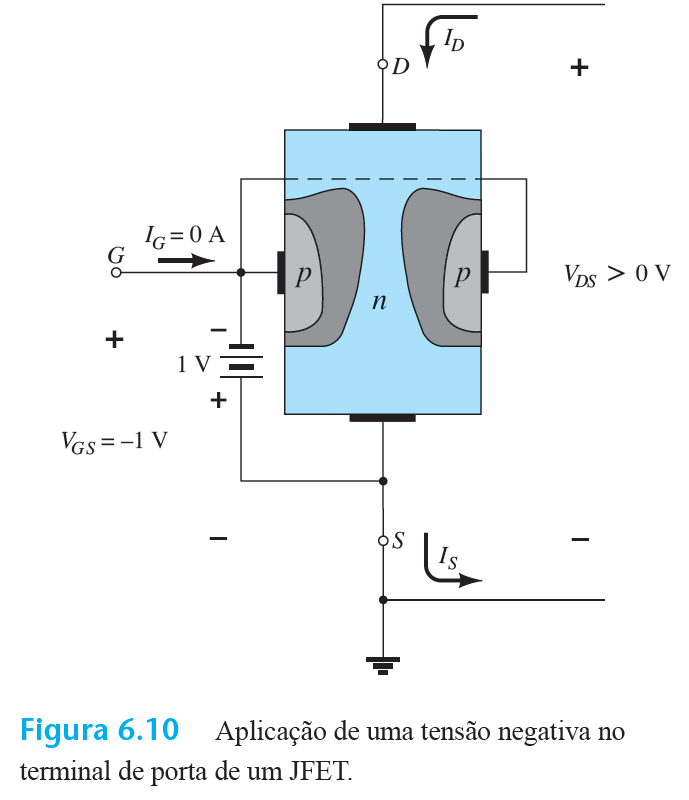 I_D
D
+
I_G = 0 A
G
p
p
n
V_DS > 0 V
+
–
1 V
+
V_GS = –1 V
–
S
I_S
–
Figura 6.10 Aplicação de uma tensão negativa no
terminal de porta de um JFET.